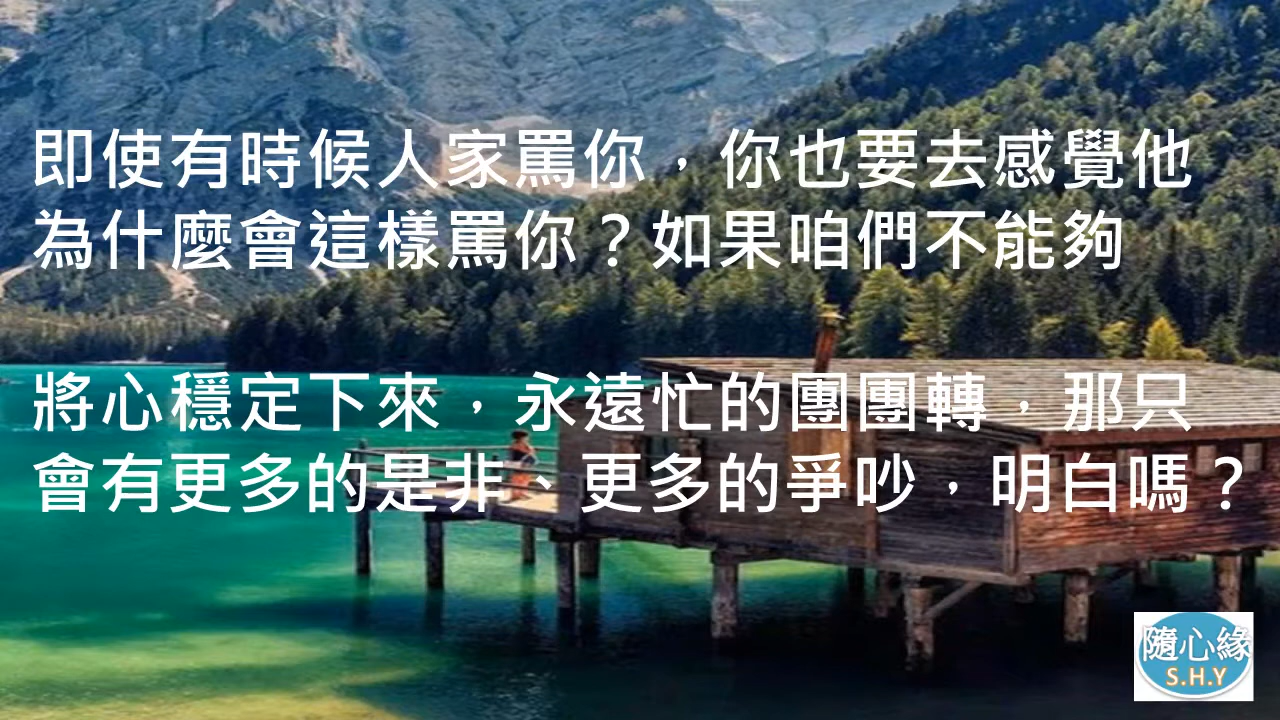 即使有時候人家罵你，你也要去感覺他
為什麼會這樣罵你？如果咱們不能夠
將心穩定下來，永遠忙的團團轉，那只
會有更多的是非、更多的爭吵，明白嗎？
隨心緣
S.H.Y